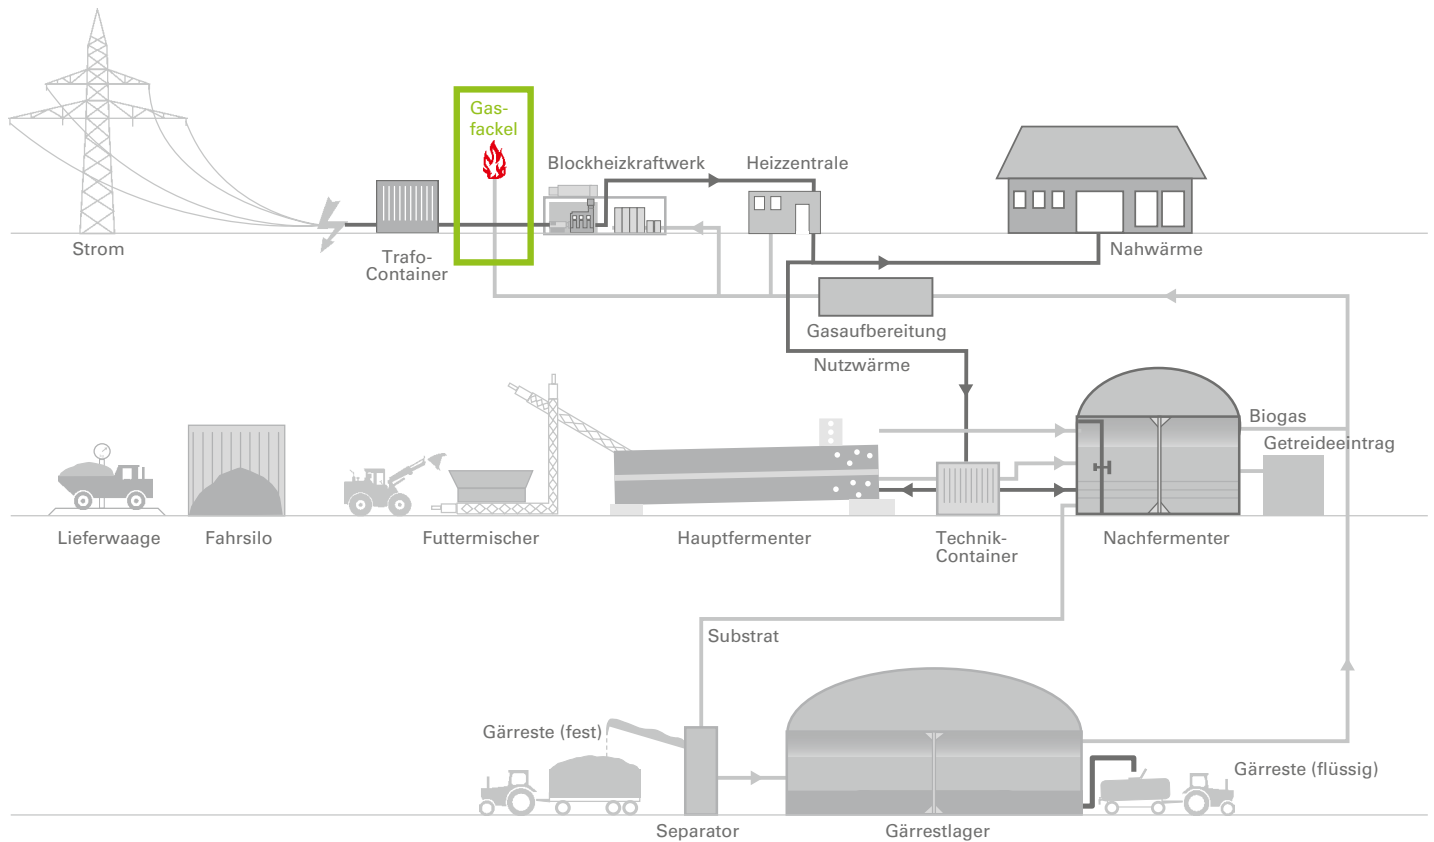 Gas-
fackel
Blockheizkraftwerk
Heizzentrale
Strom
Trafo-
Container
Nahwärme
Gasaufbereitung
Nutzwärme
Biogas
Getreideeintrag
Lieferwaage
Fahrsilo
Futtermischer
Hauptfermenter
Technik-
Container
Nachfermenter
Substrat
Gärreste (fest)
Gärreste (flüssig)
Separator
Gärrestlager